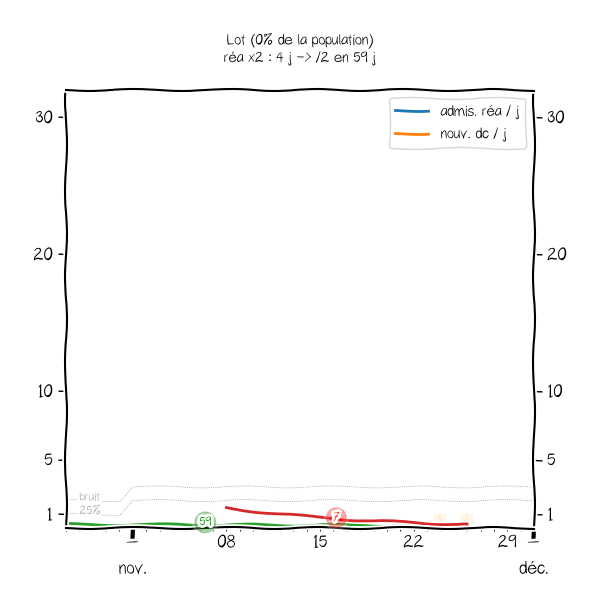 Lot (0% de la population)
réa x2 : 4 j -> /2 en 59 j
admis. réa / j
nouv. dc / j
30
30
20
20
10
10
5
5
bruit
25%
1
1
59
7
08
15
22
29
nov.
déc.